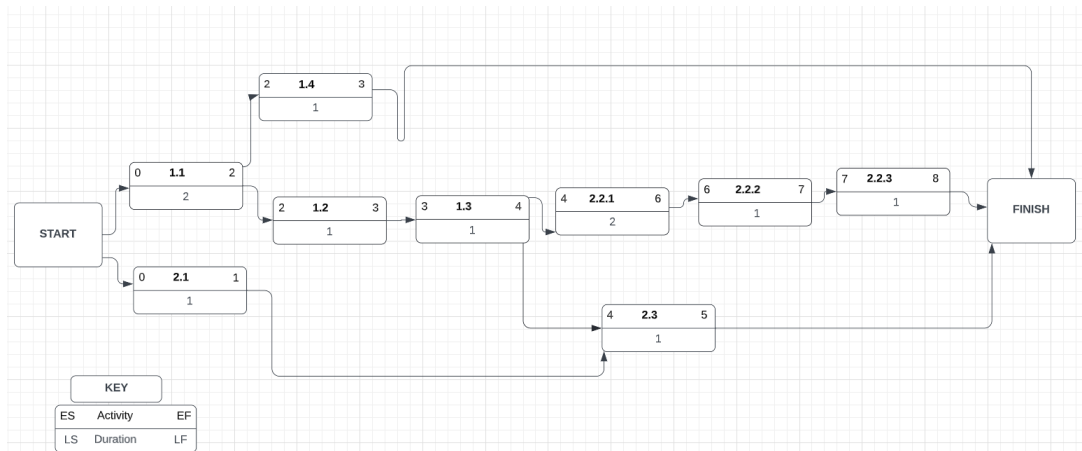 2 1.4 3
1
0 1.1 2
2
START
2 1.2 3
1
3 1.3 4
1
4 2.2.1 6
2
6 2.2.2 7
1
7 2.2.3 8
1
FINISH
0 2.1 1
1
4 2.3 5
1
KEY
ES Activity EF
LS Duration LF